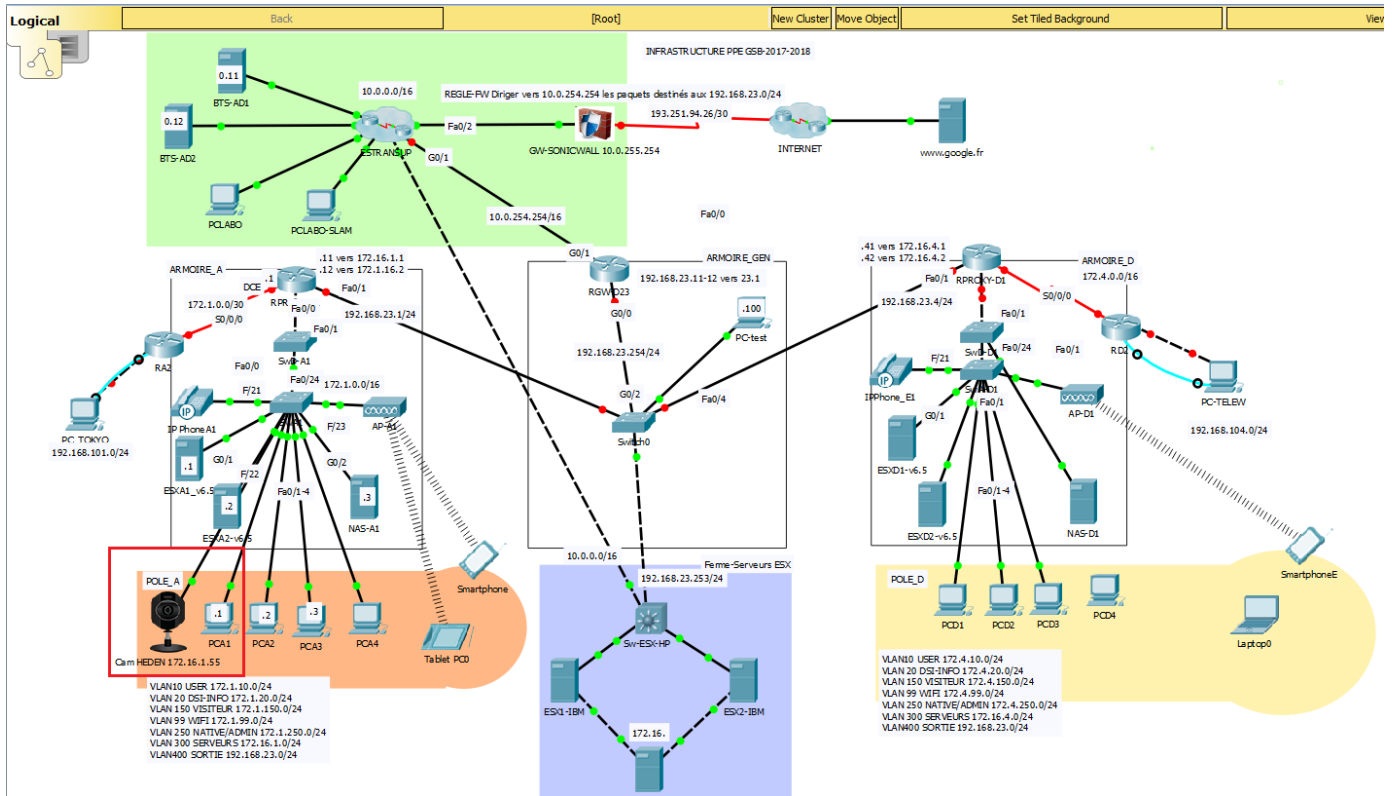 Logical
Back
[Root]
New Cluster
Move Object
Set Tiled Background
View
INFRASTRUCTURE PPE GSB-2017-2018
0.11
BTS-AD1
10.0.0.0/16
REGLE-FW Diriger vers 10.0.254.254 les paquets destinés aux 192.168.23.0/24
193.251.94.26/30
0.12
BTS-AD2
ESTRANSUP
Fa0/2
GW-SONICWALL 10.0.255.254
INTERNET
www.google.fr
G0/1
PCLABO
PCLABO-SLAM
10.0.254.254/16
Fa0/0
.11 vers 172.16.1.1
.12 vers 172.1.16.2
ARMOIRE_A
.1
DCE
RPR
Fa0/1
172.1.0.0/30
S0/0/0
Fa0/0
192.168.23.1/24
Fa0/1
RA2
SwD-A1
Fa0/0
Fa0/24
172.1.0.0/16
F/21
IP
IP PhoneA1
AP-A1
PC_TOKYO
192.168.101.0/24
F/23
G0/1
G0/2
.1
ESXA1_v6.5
F/22
Fa0/1-4
.2
ESXA2-v6.5
.3
NAS-A1
G0/1
ARMOIRE_GEN
RGW-D23
192.168.23.11-12 vers 23.1
G0/0
.100
PC-test
192.168.23.254/24
G0/2
Fa0/4
Switch0
.41 vers 172.16.4.1
.42 vers 172.16.4.2
ARMOIRE_D
172.4.0.0/16
Fa0/1
RPROXY-D1
S0/0/0
192.168.23.4/24
Fa0/1
SwD-D1
Fa0/24
Fa0/1
RD2
F/21
IP
IPPhone_E1
Fa0/1
AP-D1
PC-TELEW
192.168.104.0/24
G0/1
ESXD1-v6.5
Fa0/1-4
ESXD2-v6.5
NAS-D1
POLE_A
Cam HEDEN 172.16.1.55
.1
PCA1
.2
PCA2
.3
PCA3
PCA4
Smartphone
Tablet PC0
VLAN10 USER 172.1.10.0/24
VLAN 20 DSI-INFO 172.1.20.0/24
VLAN 150 VISITEUR 172.1.150.0/24
VLAN 99 WIFI 172.1.99.0/24
VLAN 250 NATIVE/ADMIN 172.1.250.0/24
VLAN 300 SERVEURS 172.16.1.0/24
VLAN400 SORTIE 192.168.23.0/24
10.0.0.0/16
Ferme-Serveurs ESX
192.168.23.253/24
Sw-ESX-HP
ESX1-IBM
ESX2-IBM
172.16.
POLE_D
PCD1
PCD2
PCD3
PCD4
SmartphoneE
Laptop0
VLAN10 USER 172.4.10.0/24
VLAN 20 DSI-INFO 172.4.20.0/24
VLAN 150 VISITEUR 172.4.150.0/24
VLAN 99 WIFI 172.4.99.0/24
VLAN 250 NATIVE/ADMIN 172.4.250.0/24
VLAN 300 SERVEURS 172.16.4.0/24
VLAN400 SORTIE 192.168.23.0/24